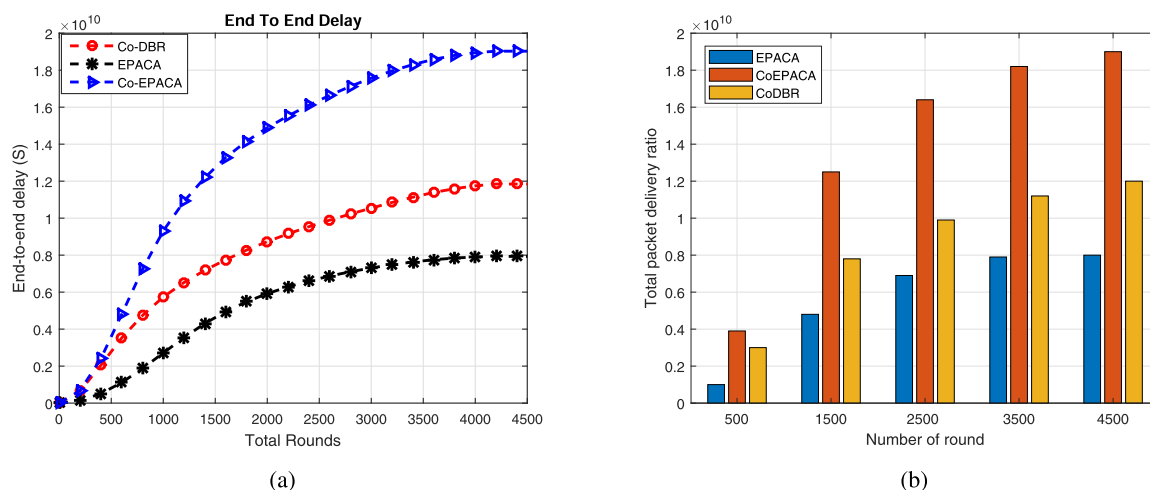 End To End Delay
×10^10
2
1.8
1.6
1.4
1.2
1
0.8
0.6
0.4
0.2
0
Co-DBR
EPACA
Co-EPACA
End-to-end delay (S)
0 500 1000 1500 2000 2500 3000 3500 4000 4500
Total Rounds
(a)
×10^10
2
1.8
1.6
1.4
1.2
1
0.8
0.6
0.4
0.2
0
EPACA
CoEPACA
CoDBR
Total packet delivery ratio
500 1500 2500 3500 4500
Number of round
(b)